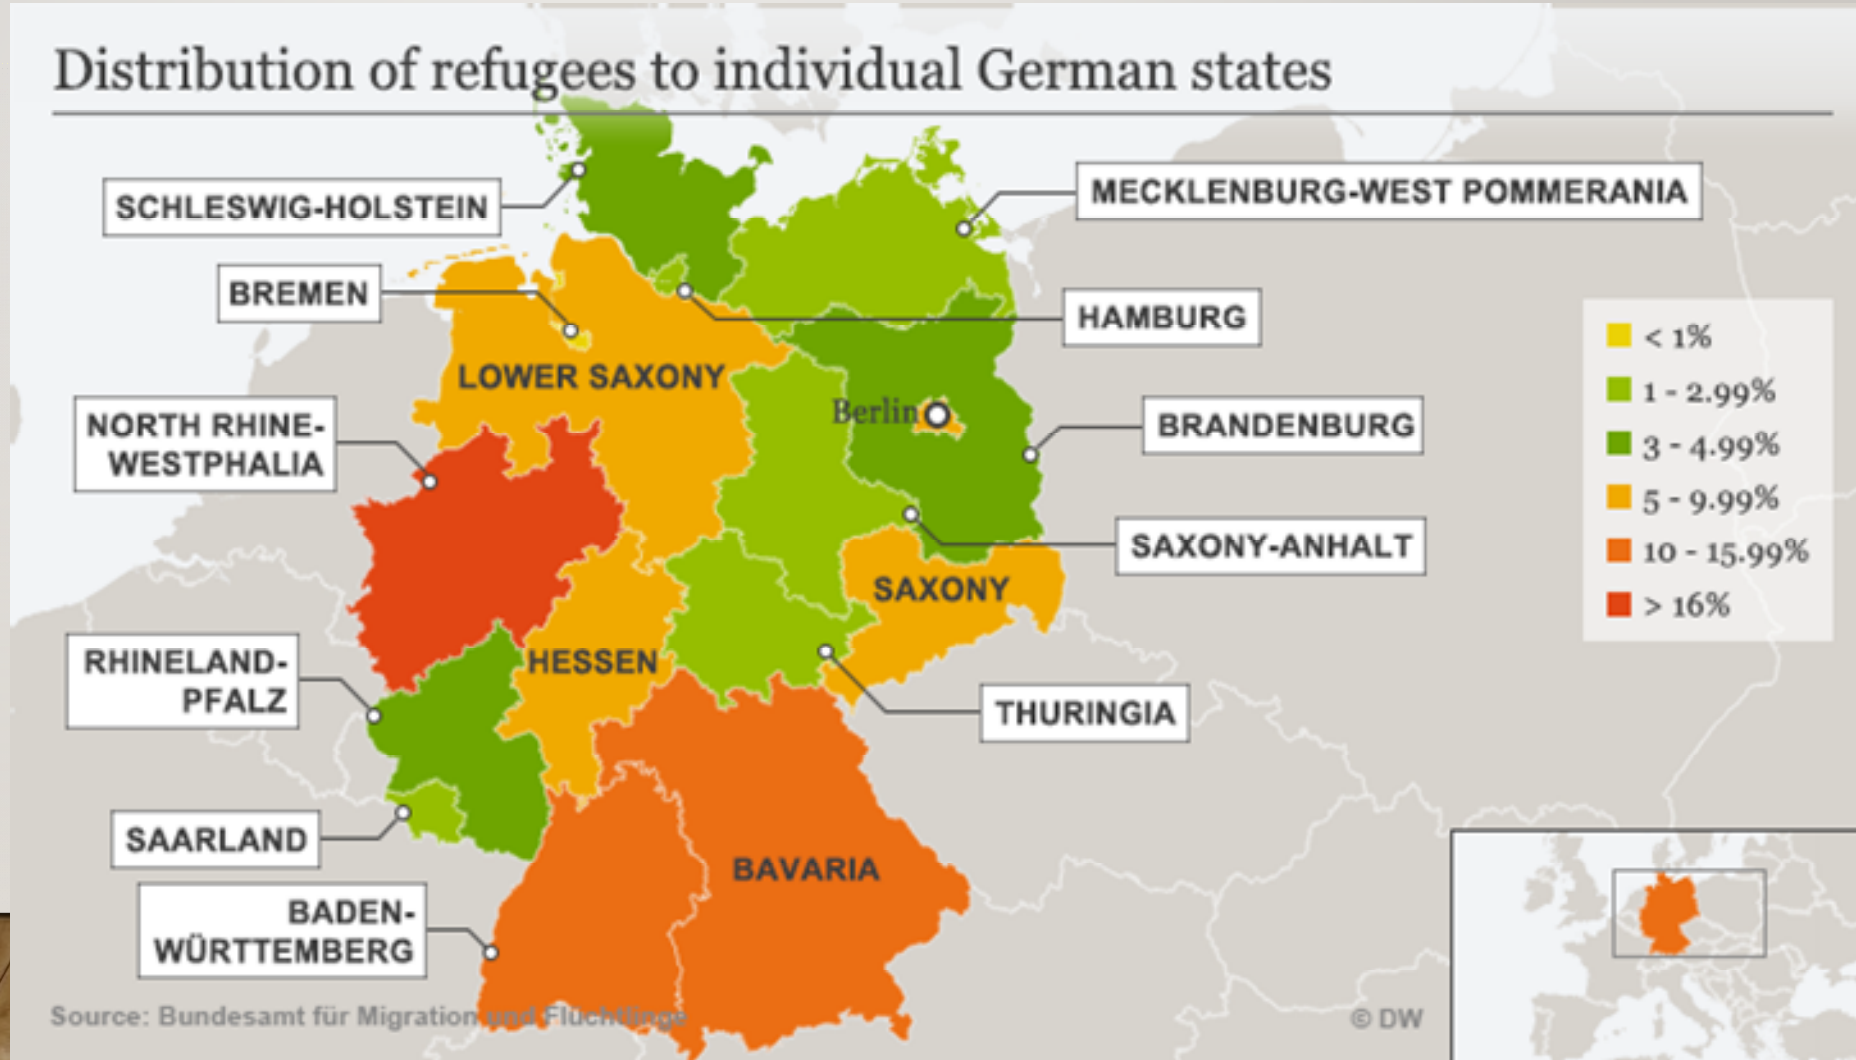 Distribution of refugees to individual German states
SCHLESWIG-HOLSTEIN
MECKLENBURG-WEST POMMERANIA
BREMEN
HAMBURG
LOWER SAXONY
NORTH RHINE-
WESTPHALIA
Berlin
BRANDENBURG
SAXONY-ANHALT
SAXONY
RHINELAND-
PFALZ
HESSEN
THURINGIA
SAARLAND
BAVARIA
BADEN-
WÜRTTEMBERG
< 1%
1 - 2.99%
3 - 4.99%
5 - 9.99%
10 - 15.99%
> 16%
Source: Bundesamt für Migration und Flüchtlinge
© DW